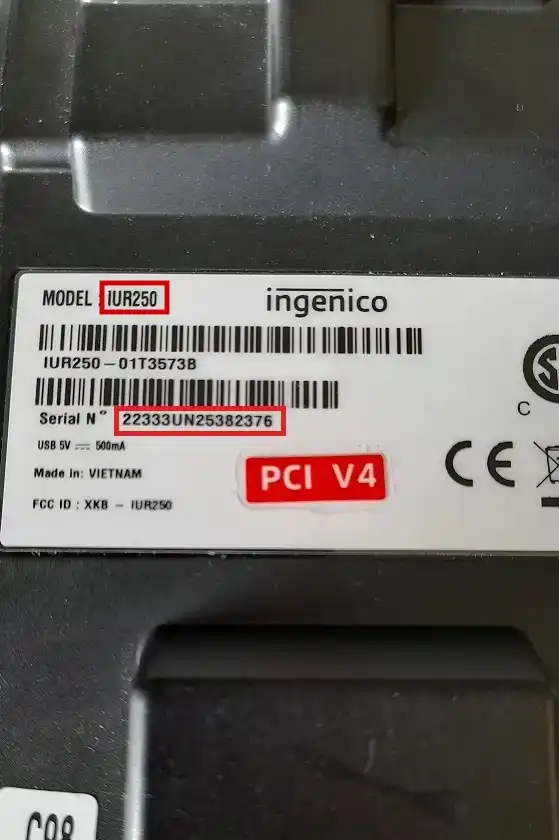 MODEL : IUR250
ingenico
IUR250-01T3573B
Serial N° 22333UN25382376
USB 5V ⎓ 500mA
Made in: VIETNAM
PCI V4
FCC ID : XKB - IUR250
C
CE
C98